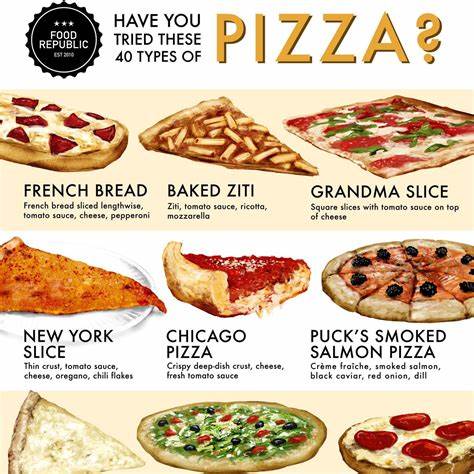 ★★★
FOOD
REPUBLIC
EST 2010
HAVE YOU
TRIED THESE
40 TYPES OF
PIZZA?
FRENCH BREAD
French bread sliced lengthwise,
tomato sauce, cheese, pepperoni
BAKED ZITI
Ziti, tomato sauce, ricotta,
mozzarella
GRANDMA SLICE
Square slices with tomato sauce on top
of cheese
NEW YORK
SLICE
Thin crust, tomato sauce,
cheese, oregano, chili flakes
CHICAGO
PIZZA
Crispy deep-dish crust, cheese,
fresh tomato sauce
PUCK'S SMOKED
SALMON PIZZA
Crème fraîche, smoked salmon,
black caviar, red onion, dill